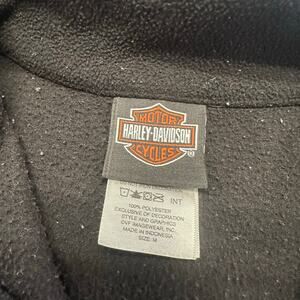 MOTOR
HARLEY-DAVIDSON
CYCLES ®
INT
100% POLYESTER
EXCLUSIVE OF DECORATION
STYLE AND GRAPHICS
OVF IMAGEWEAR, INC.
MADE IN INDONESIA
SIZE: M